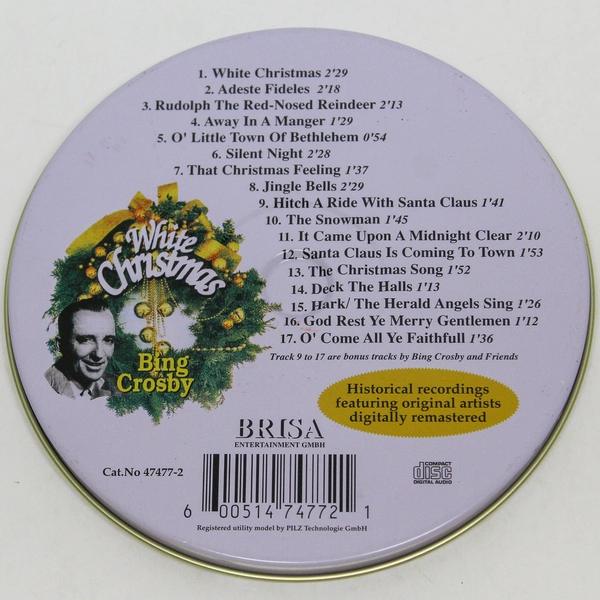 1. White Christmas 2'29
2. Adeste Fideles 2'18
3. Rudolph The Red-Nosed Reindeer 2'13
4. Away In A Manger 1'29
5. O' Little Town Of Bethlehem 0'54
6. Silent Night 2'28
7. That Christmas Feeling 1'37
8. Jingle Bells 2'29
9. Hitch A Ride With Santa Claus 1'41
10. The Snowman 1'45
11. It Came Upon A Midnight Clear 2'10
12. Santa Claus Is Coming To Town 1'53
13. The Christmas Song 1'52
14. Deck The Halls 1'13
15. Hark/ The Herald Angels Sing 1'26
16. God Rest Ye Merry Gentlemen 1'12
17. O' Come All Ye Faithfull 1'36
Track 9 to 17 are bonus tracks by Bing Crosby and Friends
White
Christmas
Bing
Crosby
Historical recordings
featuring original artists
digitally remastered
BRISA
ENTERTAINMENT GMBH
Cat.No 47477-2
COMPACT
disc
DIGITAL AUDIO
6 00514 74772 1
Registered utility model by PILZ Technologie GmbH